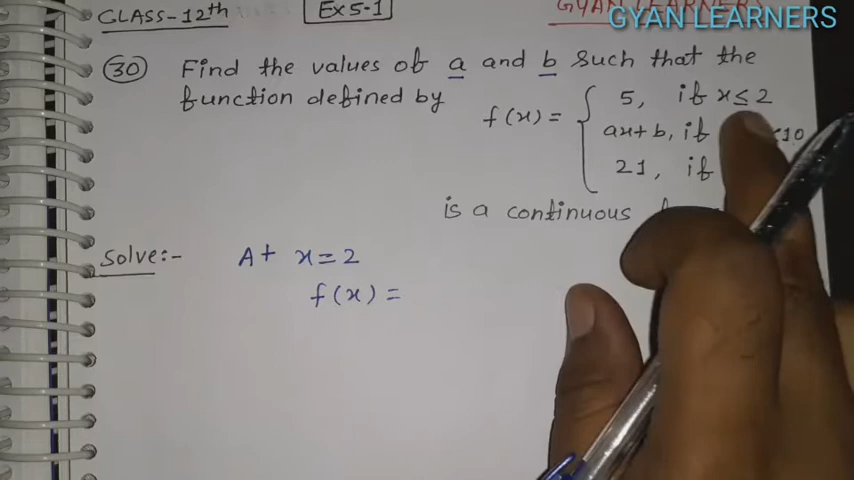 CLASS-12th
Ex 5.1
GYAN LEARNERS
(30) Find the values of a and b such that the
function defined by
f(x) = { 5, if x ≤ 2
ax+b, if <10
21, if
is a continuous
Solve:-
At x=2
f(x) =